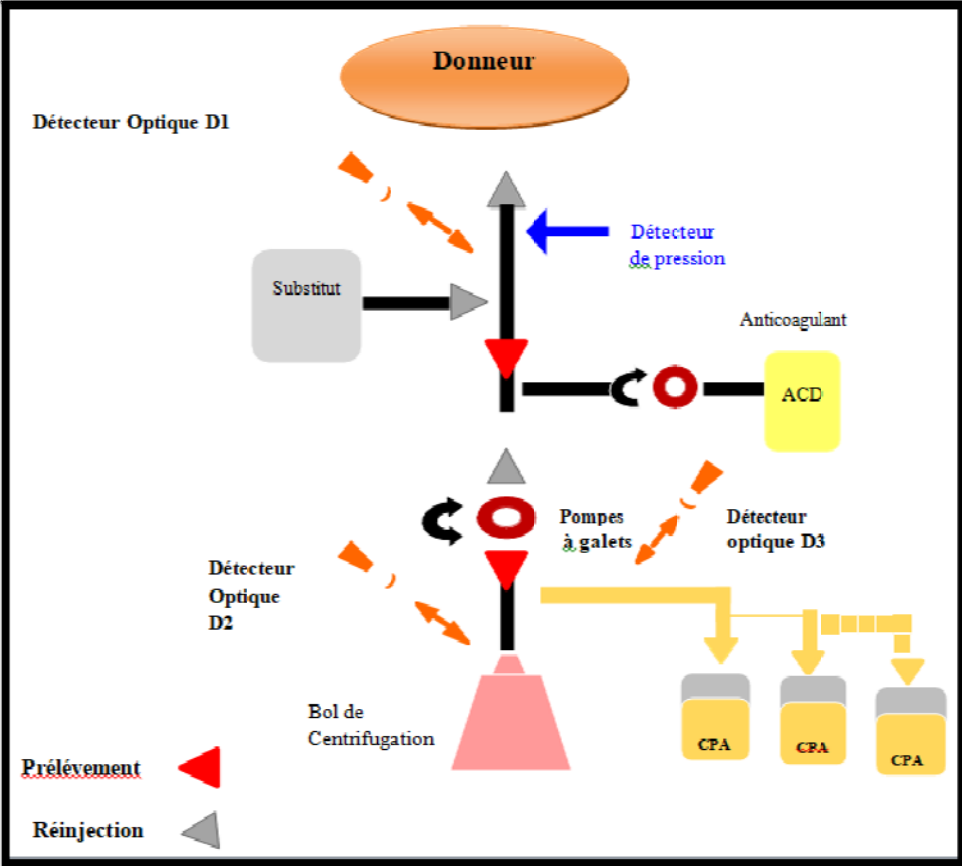 Donneur
Détecteur Optique D1
Détecteur
de pression
Substitut
Anticoagulant
ACD
Pompes
à galets
Détecteur
optique D3
Détecteur
Optique
D2
Bol de
Centrifugation
CPA
CPA
CPA
Prélévement
Réinjection